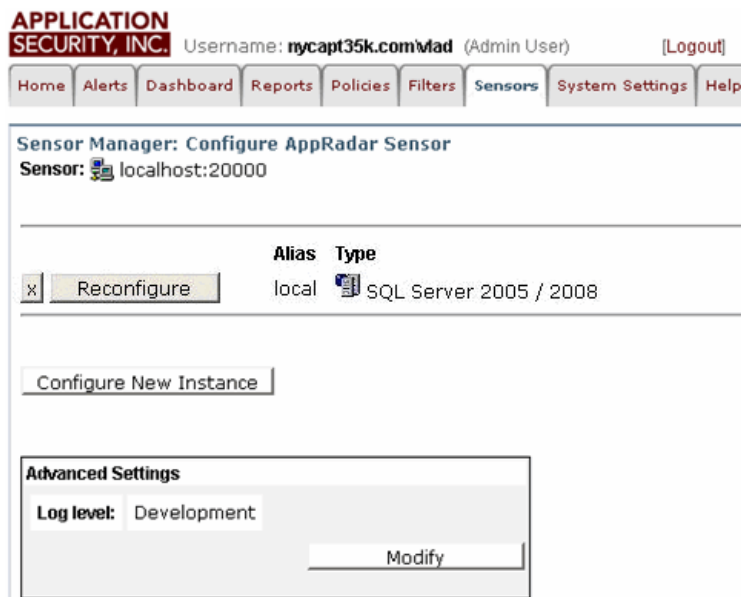 APPLICATION
SECURITY, INC. Username: nycapt35k.com\vlad (Admin User) [Logout]
Home Alerts Dashboard Reports Policies Filters Sensors System Settings Help
Sensor Manager: Configure AppRadar Sensor
Sensor: localhost:20000
Alias Type
x Reconfigure local SQL Server 2005 / 2008
Configure New Instance
Advanced Settings
Log level: Development
Modify